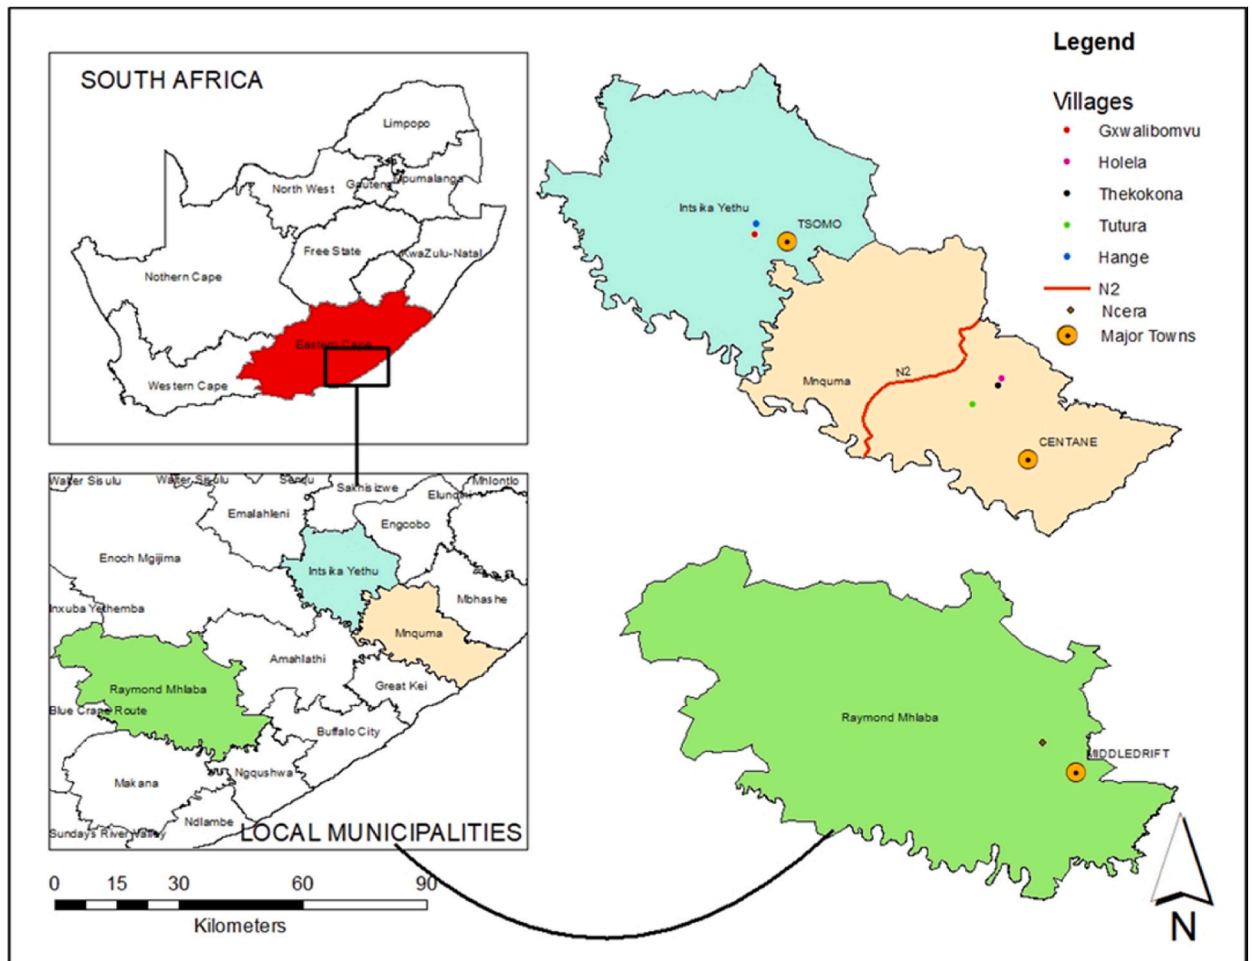 SOUTH AFRICA
Limpopo
North West
Gauteng
Mpumalanga
Free State
KwaZulu-Natal
Nothern Cape
Eastern Cape
Western Cape
Legend
Villages
Gxwalibomvu
Holela
Thekokona
Tutura
Hange
N2
Ncera
Major Towns
Intsika Yethu
TSOMO
Mnquma
N2
CENTANE
Walter Sisulu
Walter Sisulu
Senqu
Sakhisizwe
Elundini
Mhlontlo
Emalahleni
Engcobo
Enoch Mgijima
Intsika Yethu
Mbhashe
Inxuba Yethemba
Mnquma
Amahlathi
Raymond Mhlaba
Great Kei
Blue Crane Route
Buffalo City
Ngqushwa
Makana
Ndlambe
Sundays River Valley
LOCAL MUNICIPALITIES
Raymond Mhlaba
MIDDLEDRIFT
0 15 30 60 90
Kilometers
N